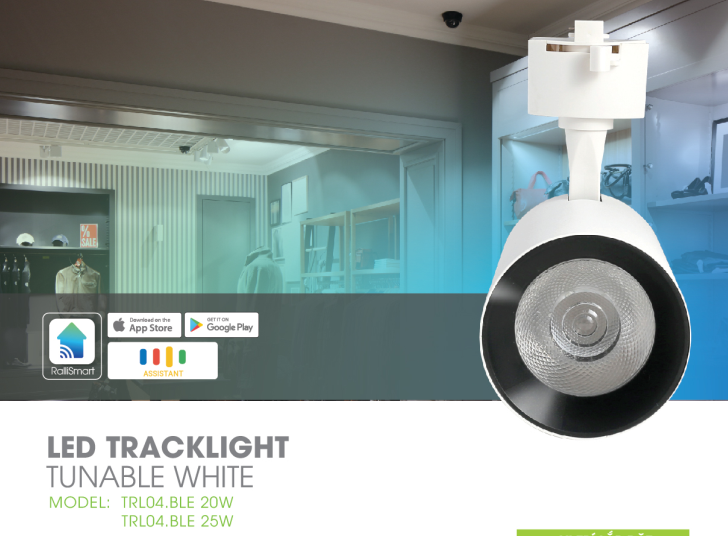 %
SALE
RalliSmart
Download on the
App Store
GET IT ON
Google Play
ASSISTANT
LED TRACKLIGHT
TUNABLE WHITE
MODEL: TRL04.BLE 20W
TRL04.BLE 25W